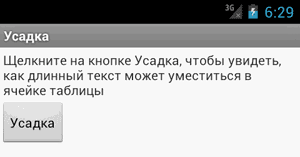 3G 6:29
Усадка
Щелкните на кнопке Усадка, чтобы увидеть,
как длинный текст может уместиться в
ячейке таблицы
Усадка